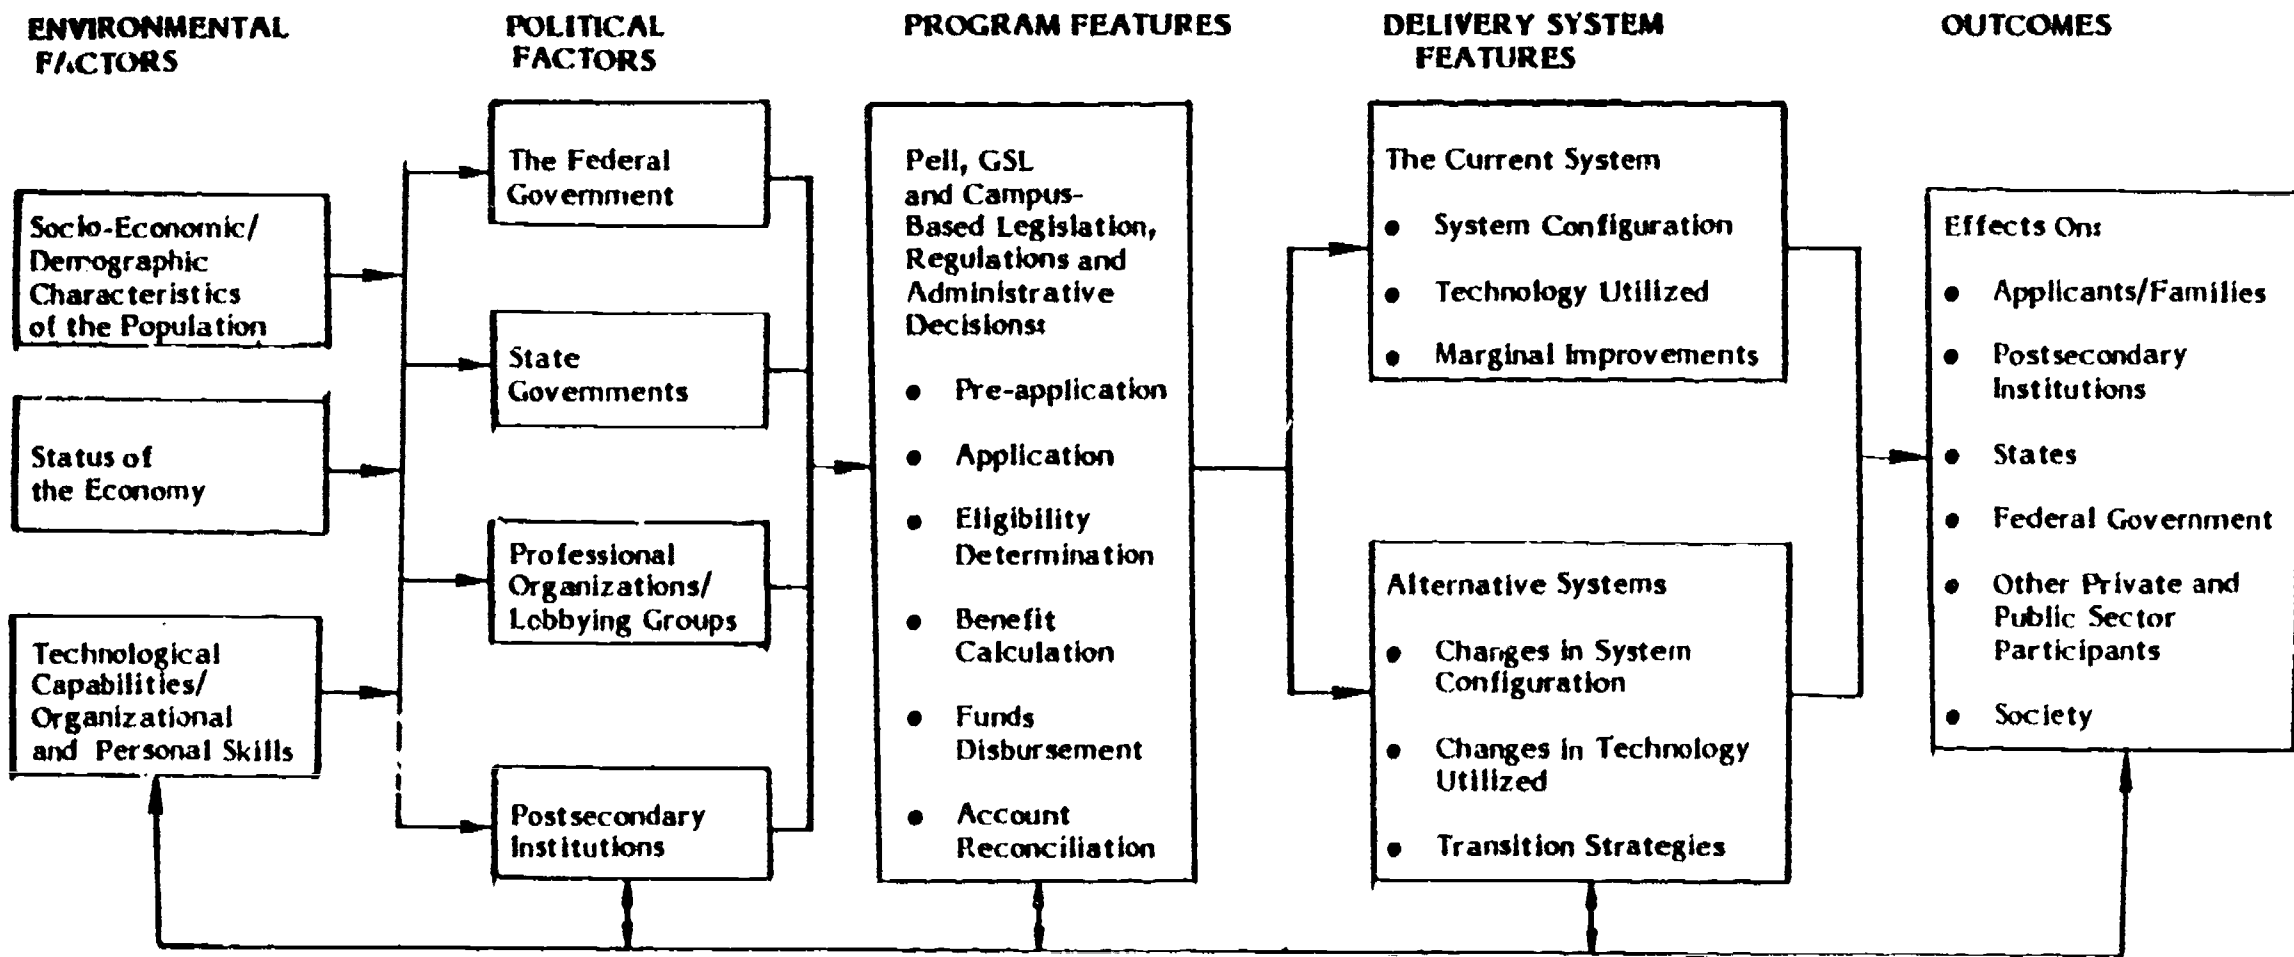 ENVIRONMENTAL
FACTORS
POLITICAL
FACTORS
PROGRAM FEATURES
DELIVERY SYSTEM
FEATURES
OUTCOMES
Socio-Economic/
Demographic
Characteristics
of the Population
Status of
the Economy
Technological
Capabilities/
Organizational
and Personal Skills
The Federal
Government
State
Governments
Professional
Organizations/
Lobbying Groups
Postsecondary
Institutions
Pell, GSL
and Campus-
Based Legislation,
Regulations and
Administrative
Decisions:
• Pre-application
• Application
• Eligibility
Determination
• Benefit
Calculation
• Funds
Disbursement
• Account
Reconciliation
The Current System
• System Configuration
• Technology Utilized
• Marginal Improvements
Alternative Systems
• Changes in System
Configuration
• Changes in Technology
Utilized
• Transition Strategies
Effects On:
• Applicants/Families
• Postsecondary
Institutions
• States
• Federal Government
• Other Private and
Public Sector
Participants
• Society